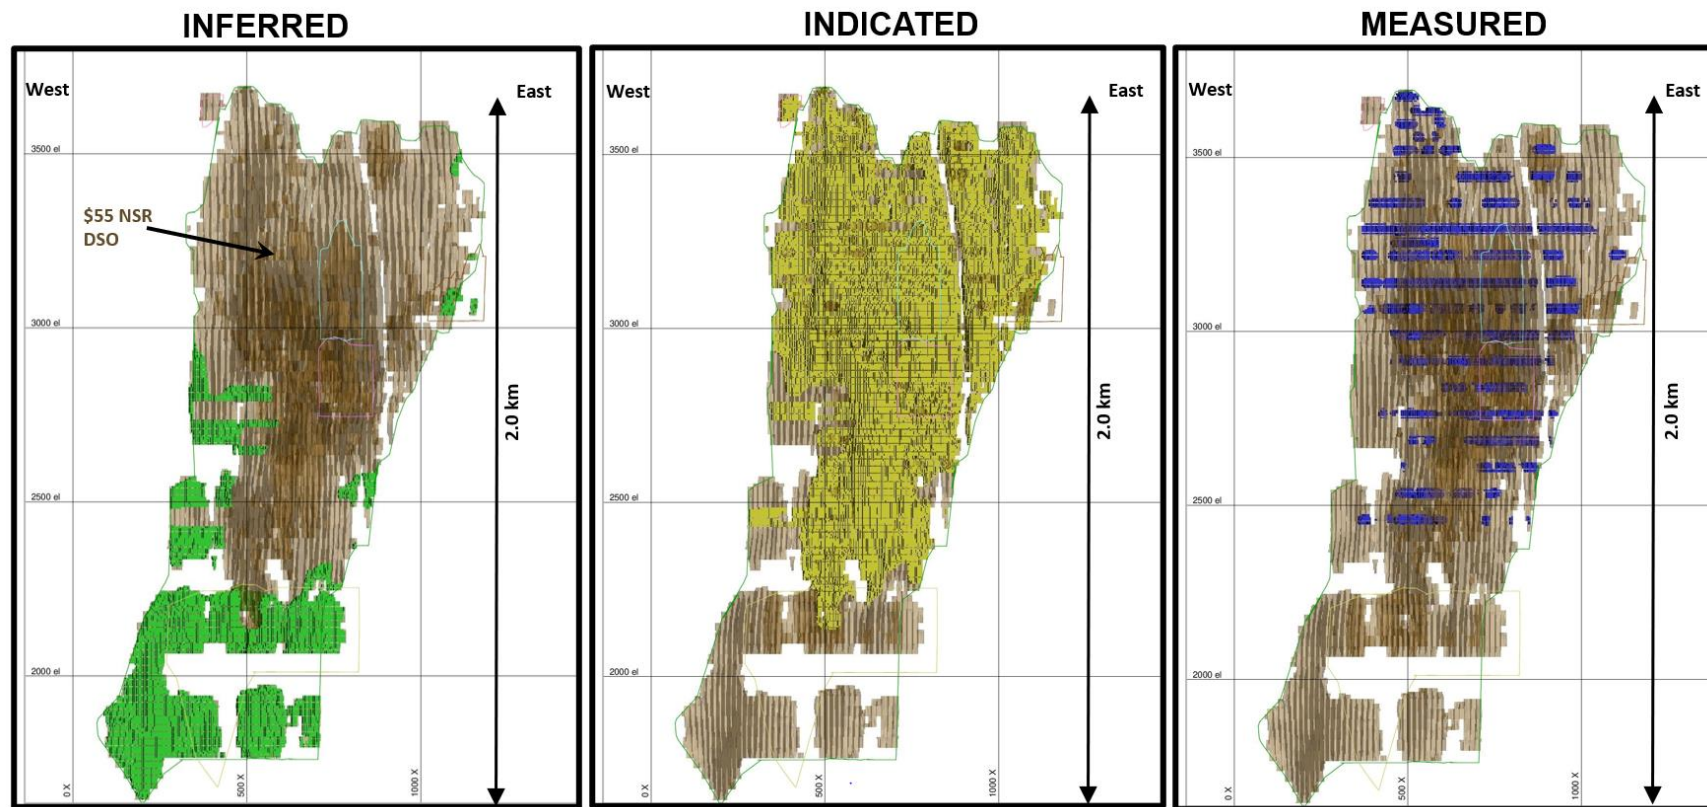 INFERRED
INDICATED
MEASURED
West
East
3500 el
$55 NSR
DSO
3000 el
2.0 km
2500 el
2000 el
0 X
500 X
1000 X
West
East
3500 el
3000 el
2.0 km
2500 el
2000 el
0 X
500 X
1000 X
West
East
3500 el
3000 el
2.0 km
2500 el
2000 el
0 X
500 X
1000 X